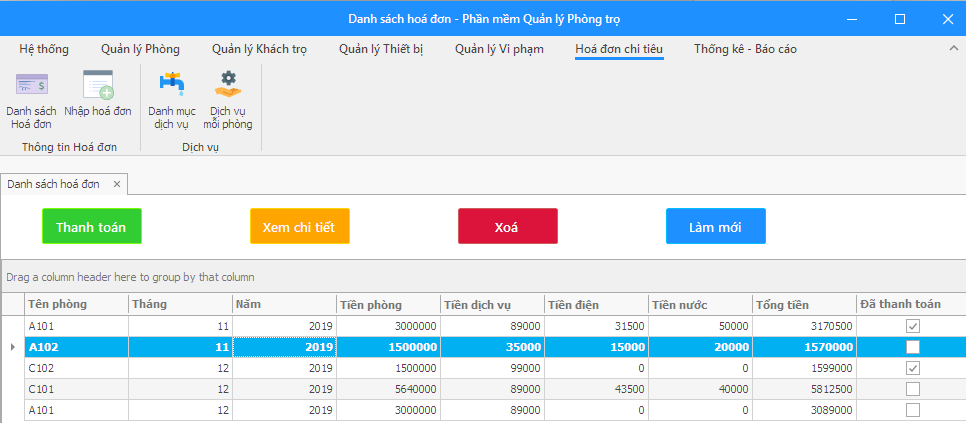 Danh sách hoá đơn - Phần mềm Quản lý Phòng trọ
Hệ thống Quản lý Phòng Quản lý Khách trọ Quản lý Thiết bị Quản lý Vi phạm Hoá đơn chi tiêu Thống kê - Báo cáo
Danh sách Hoá đơn
Nhập hoá đơn
Danh mục dịch vụ
Dịch vụ mỗi phòng
Thông tin Hoá đơn Dịch vụ
Danh sách hoá đơn
Thanh toán Xem chi tiết Xoá Làm mới
Drag a column header here to group by that column
Tên phòng Tháng Năm Tiền phòng Tiền dịch vụ Tiền điện Tiền nước Tổng tiền Đã thanh toán
A101 11 2019 3000000 89000 31500 50000 3170500
A102 11 2019 1500000 35000 15000 20000 1570000
C102 12 2019 1500000 99000 0 0 1599000
C101 12 2019 5640000 89000 43500 40000 5812500
A101 12 2019 3000000 89000 0 0 3089000